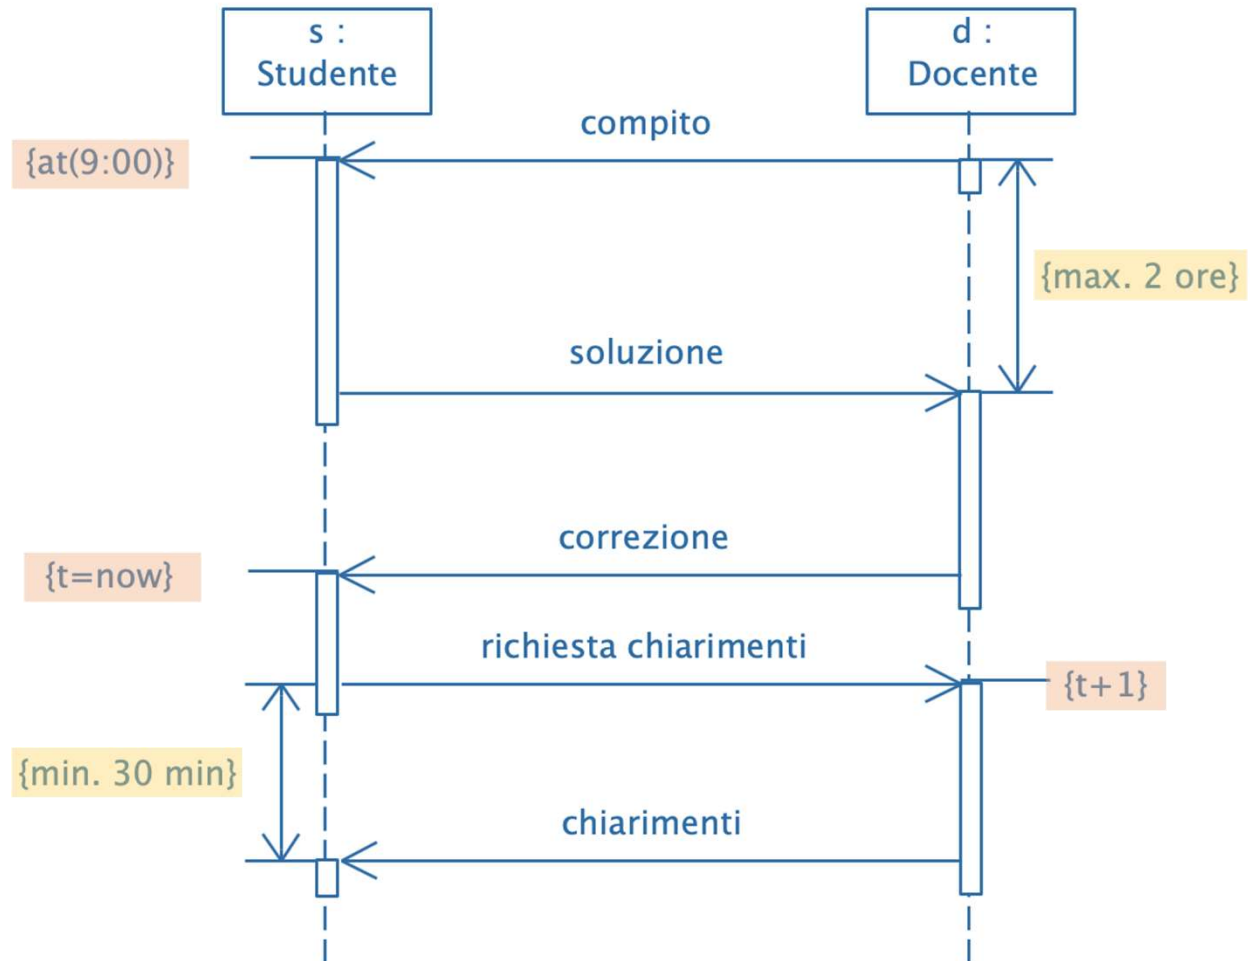 s :
Studente
d :
Docente
compito
{at(9:00)}
{max. 2 ore}
soluzione
correzione
{t=now}
richiesta chiarimenti
{t+1}
{min. 30 min}
chiarimenti